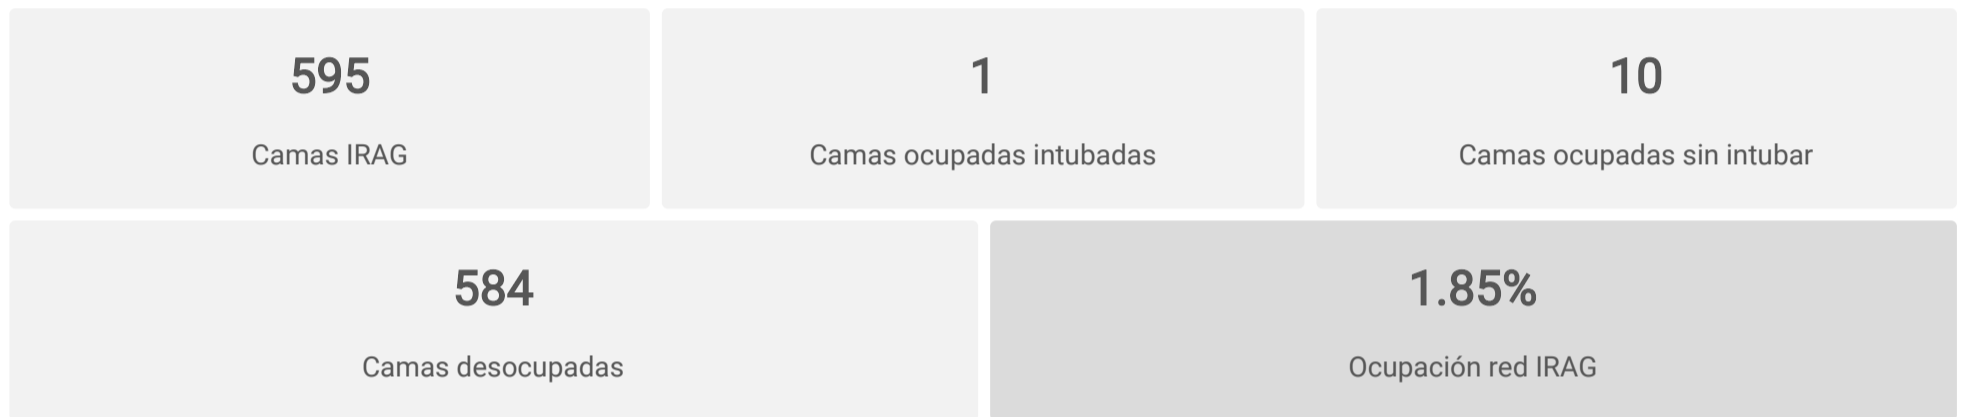 595
Camas IRAG
1
Camas ocupadas intubadas
10
Camas ocupadas sin intubar
584
Camas desocupadas
1.85%
Ocupación red IRAG